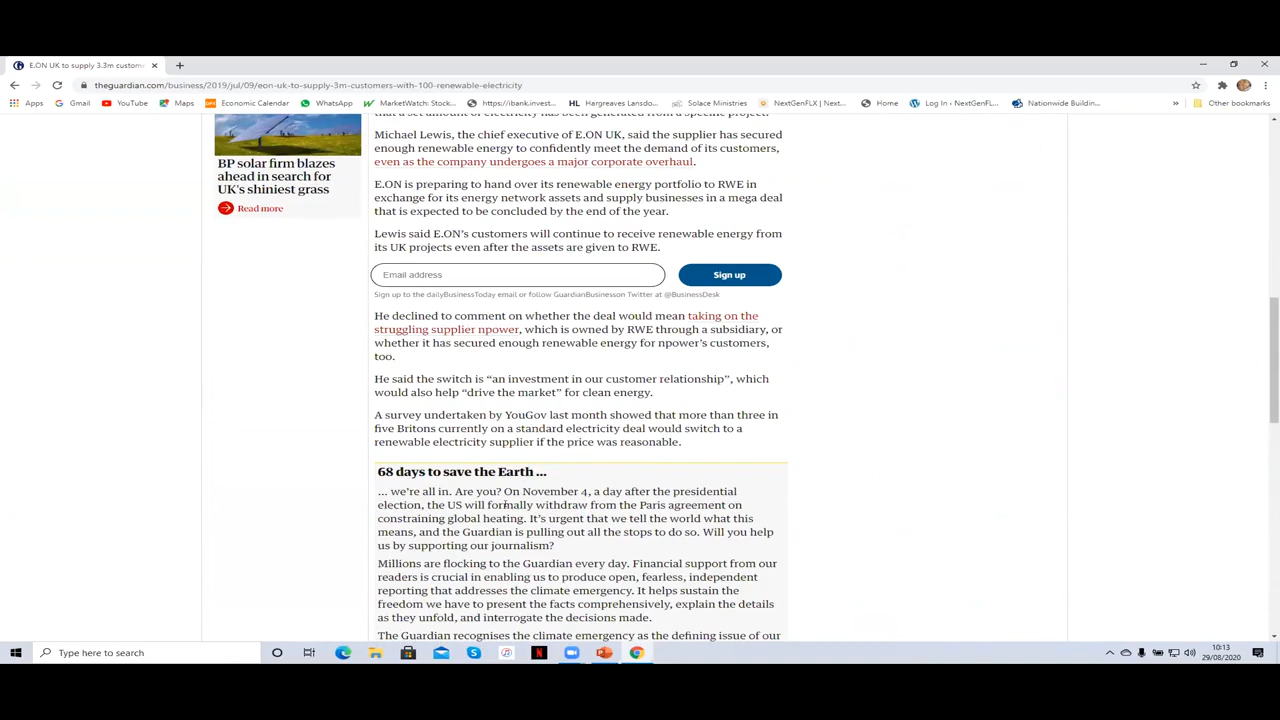 E.ON UK to supply 3.3m custome
theguardian.com/business/2019/jul/09/eon-uk-to-supply-3m-customers-with-100-renewable-electricity
Apps
Gmail
YouTube
Maps
Economic Calendar
WhatsApp
MarketWatch: Stock...
https://ibank.invest...
HL Hargreaves Lansdo...
Solace Ministries
NextGenFLX | NextG...
Home
Log In ‹ NextGenFL...
Nationwide Buildin...
Other bookmarks
that a set amount of electricity has been generated from a specific project.
BP solar firm blazes
ahead in search for
UK's shiniest grass
Read more
Michael Lewis, the chief executive of E.ON UK, said the supplier has secured
enough renewable energy to confidently meet the demand of its customers,
even as the company undergoes a major corporate overhaul.
E.ON is preparing to hand over its renewable energy portfolio to RWE in
exchange for its energy network assets and supply businesses in a mega deal
that is expected to be concluded by the end of the year.
Lewis said E.ON's customers will continue to receive renewable energy from
its UK projects even after the assets are given to RWE.
Email address
Sign up
Sign up to the dailyBusinessToday email or follow GuardianBusinesson Twitter at @BusinessDesk
He declined to comment on whether the deal would mean taking on the
struggling supplier npower, which is owned by RWE through a subsidiary, or
whether it has secured enough renewable energy for npower's customers,
too.
He said the switch is “an investment in our customer relationship”, which
would also help “drive the market” for clean energy.
A survey undertaken by YouGov last month showed that more than three in
five Britons currently on a standard electricity deal would switch to a
renewable electricity supplier if the price was reasonable.
68 days to save the Earth ...
... we're all in. Are you? On November 4, a day after the presidential
election, the US will formally withdraw from the Paris agreement on
constraining global heating. It's urgent that we tell the world what this
means, and the Guardian is pulling out all the stops to do so. Will you help
us by supporting our journalism?
Millions are flocking to the Guardian every day. Financial support from our
readers is crucial in enabling us to produce open, fearless, independent
reporting that addresses the climate emergency. It helps sustain the
freedom we have to present the facts comprehensively, explain the details
as they unfold, and interrogate the decisions made.
The Guardian recognises the climate emergency as the defining issue of our
Type here to search
10:13
29/08/2020